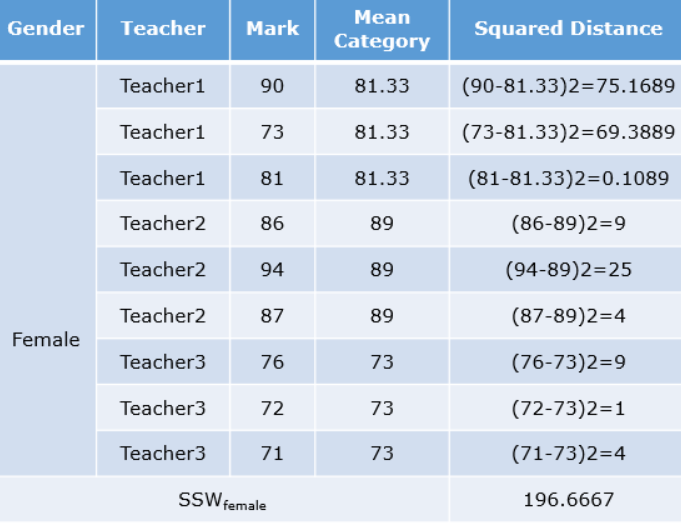 Gender Teacher Mark Mean Category Squared Distance
Teacher1 90 81.33 (90-81.33)2=75.1689
Teacher1 73 81.33 (73-81.33)2=69.3889
Teacher1 81 81.33 (81-81.33)2=0.1089
Teacher2 86 89 (86-89)2=9
Teacher2 94 89 (94-89)2=25
Teacher2 87 89 (87-89)2=4
Female
Teacher3 76 73 (76-73)2=9
Teacher3 72 73 (72-73)2=1
Teacher3 71 73 (71-73)2=4
SSWfemale 196.6667